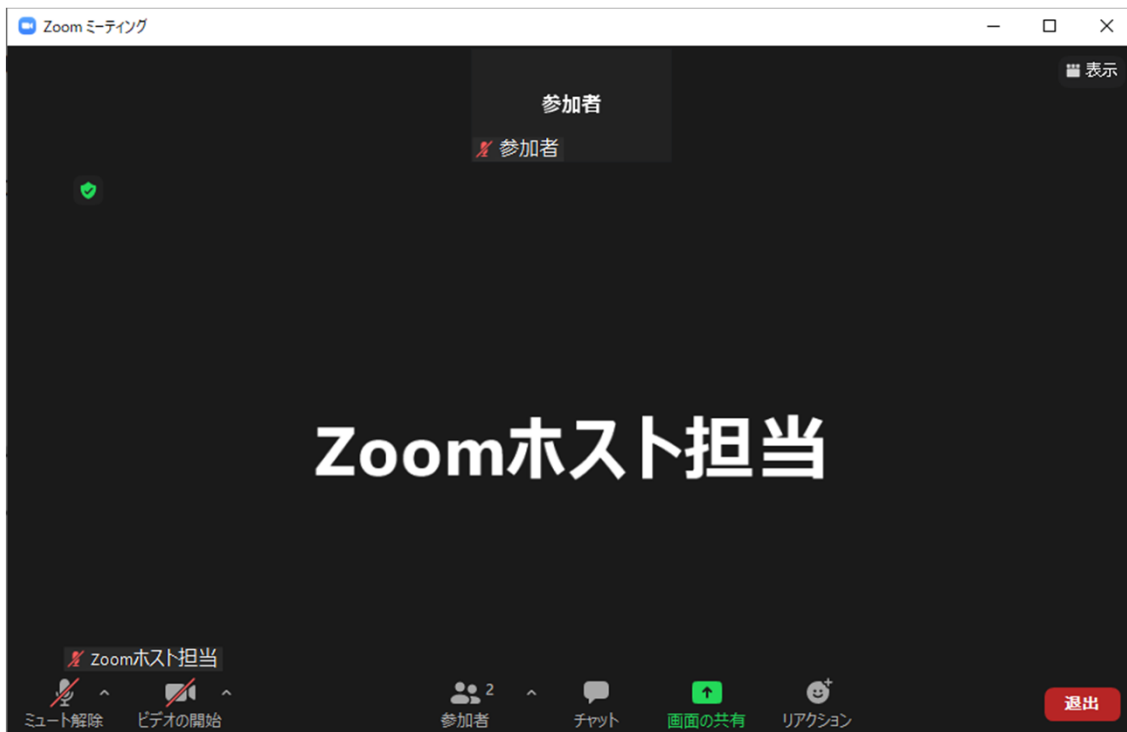 Zoom ミーティング
表示
参加者
参加者
Zoomホスト担当
Zoomホスト担当
2
ミュート解除 ビデオの開始 参加者 チャット 画面の共有 リアクション 退出